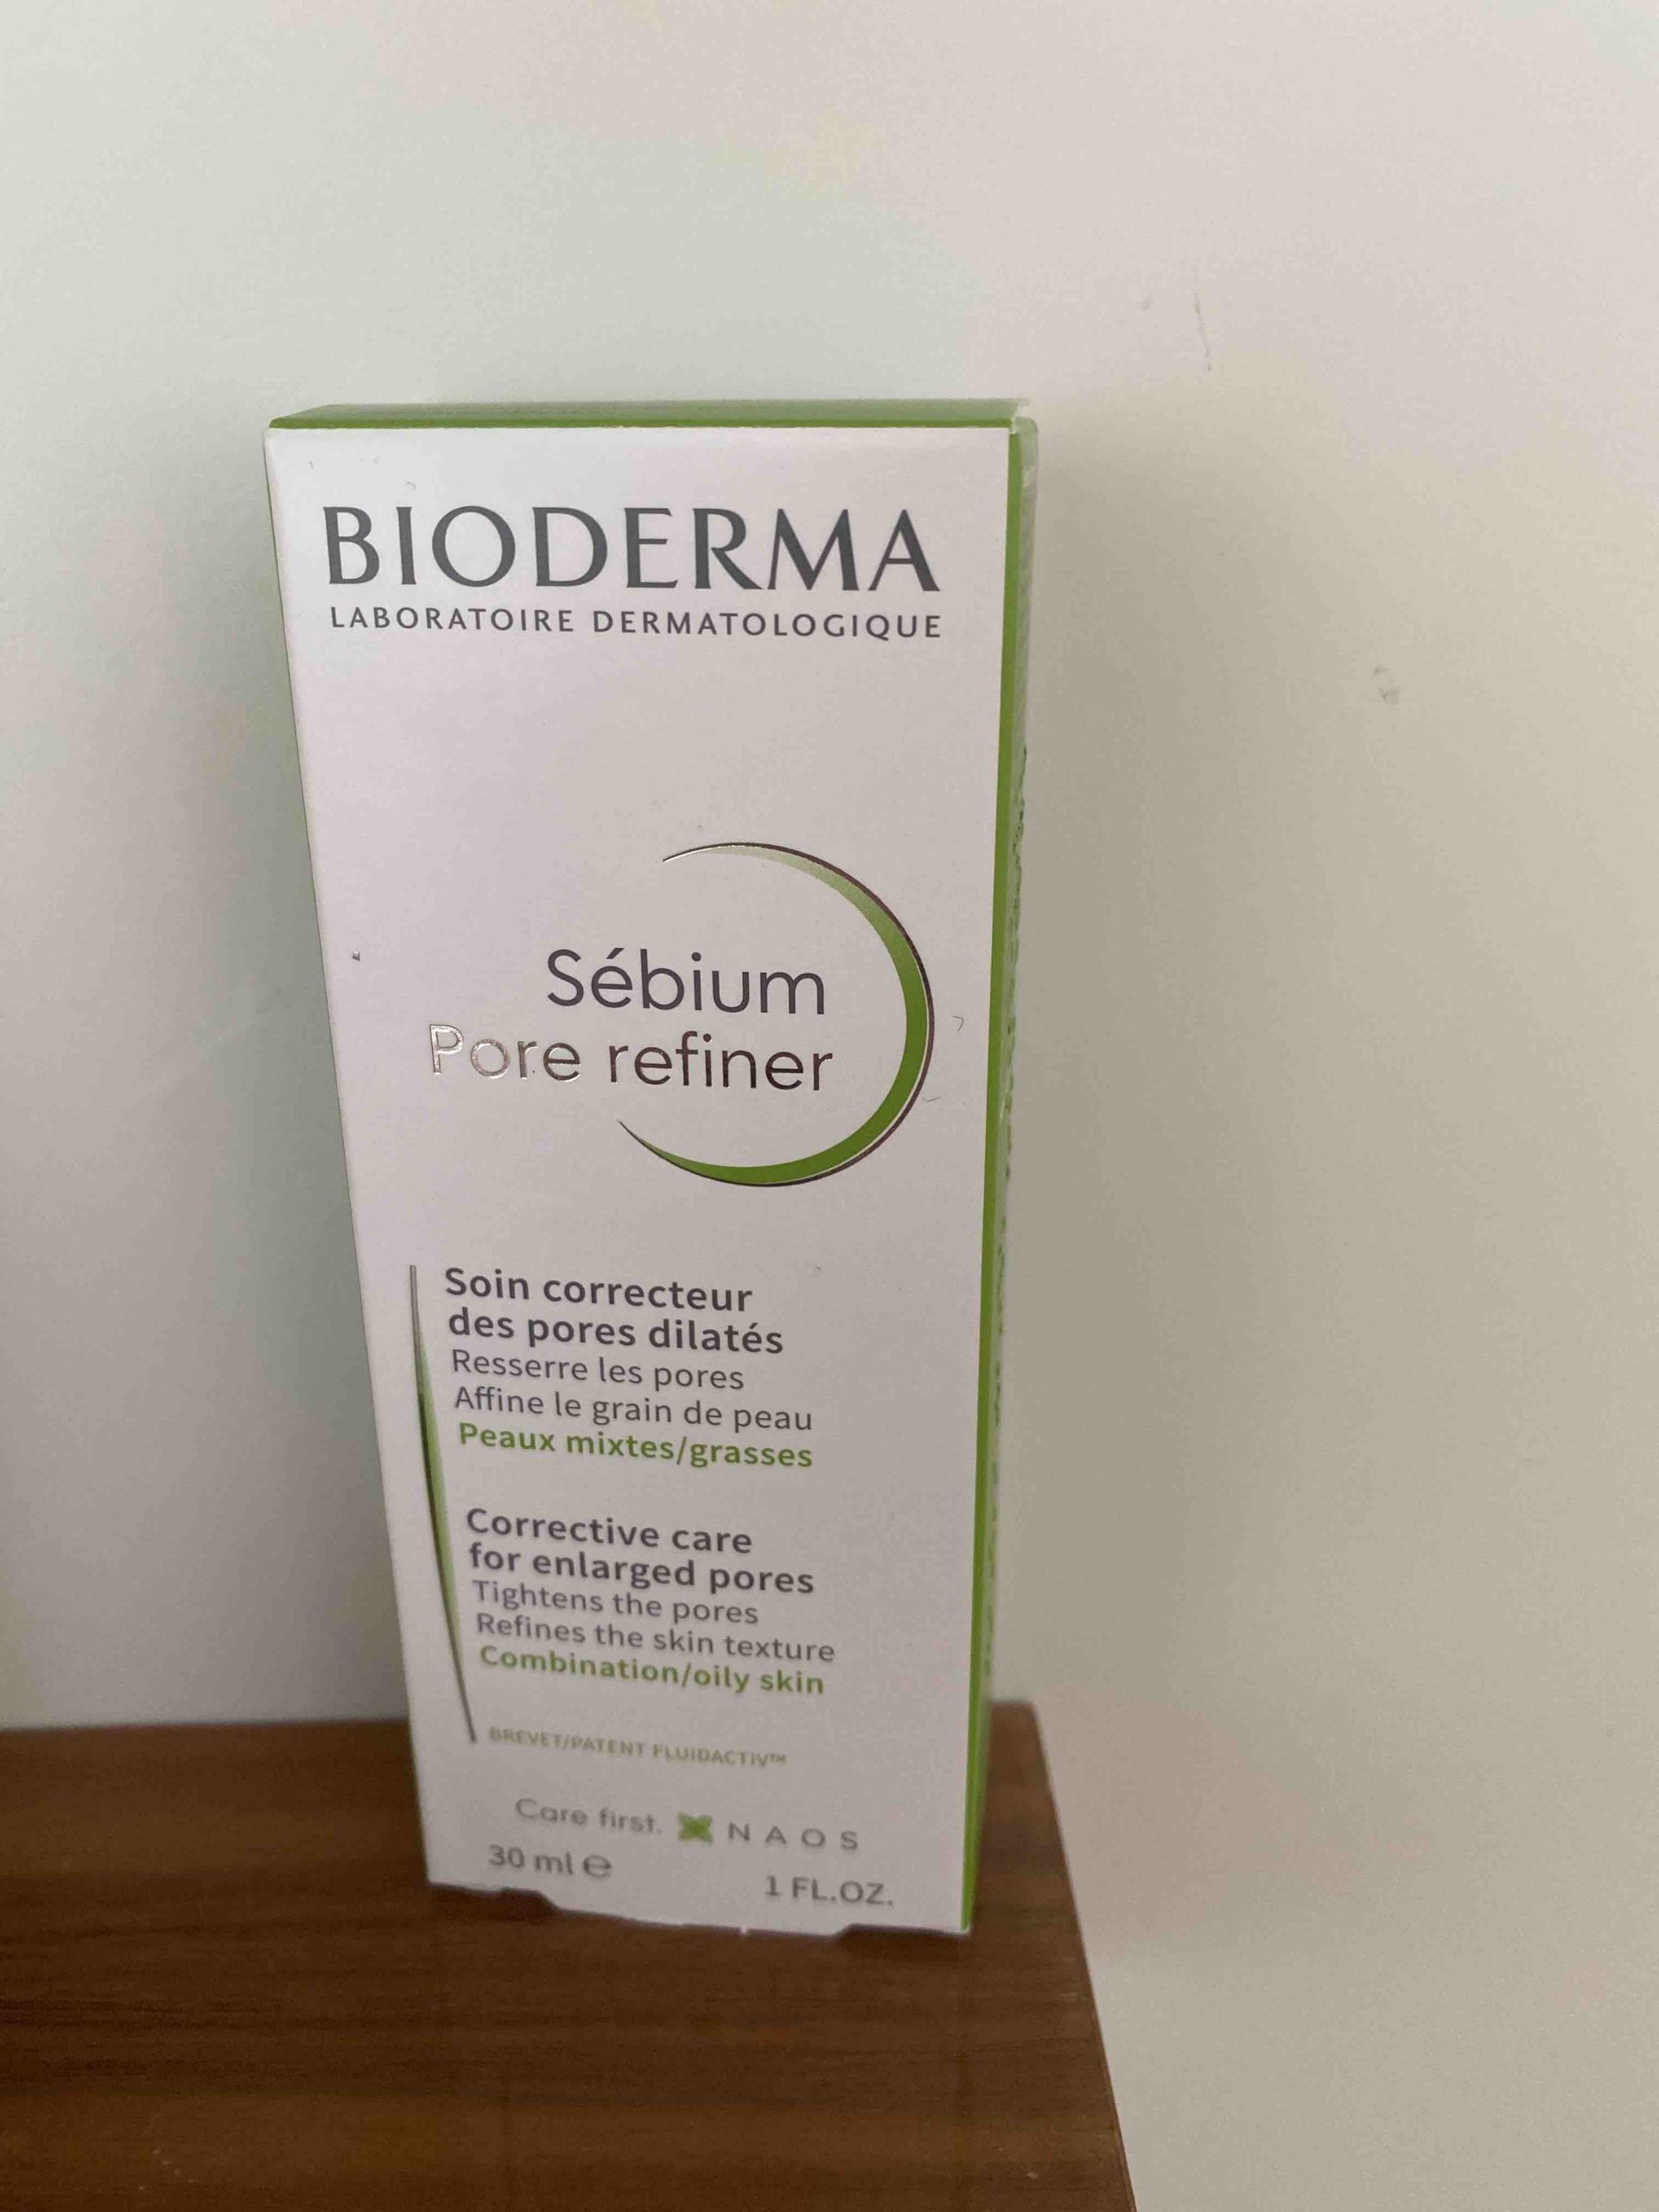 BIODERMA
LABORATOIRE DERMATOLOGIQUE
Sébium
Pore refiner
Soin correcteur
des pores dilatés
Resserre les pores
Affine le grain de peau
Peaux mixtes/grasses
Corrective care
for enlarged pores
Tightens the pores
Refines the skin texture
Combination/oily skin
BREVET/PATENT FLUIDACTIV™
Care first. NAOS
30 ml ℮ 1 FL.OZ.